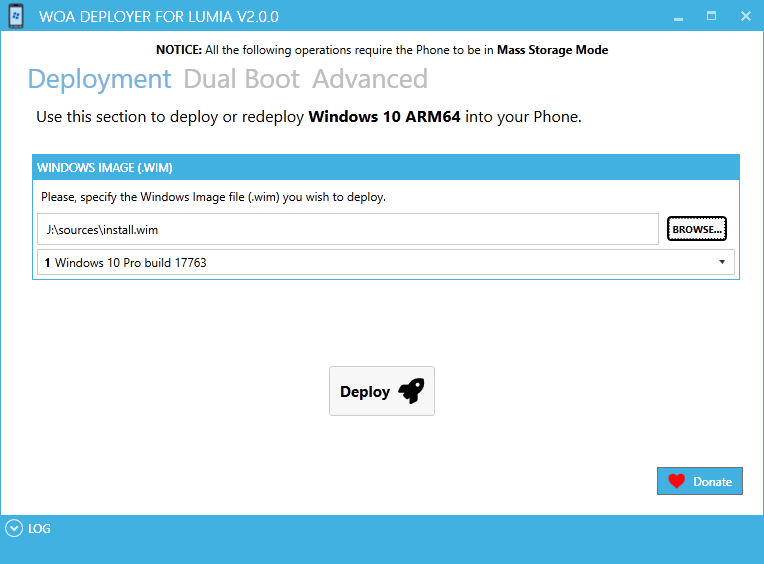 WOA DEPLOYER FOR LUMIA V2.0.0
NOTICE: All the following operations require the Phone to be in Mass Storage Mode
Deployment Dual Boot Advanced
Use this section to deploy or redeploy Windows 10 ARM64 into your Phone.
WINDOWS IMAGE (.WIM)
Please, specify the Windows Image file (.wim) you wish to deploy.
J:\sources\install.wim BROWSE...
1 Windows 10 Pro build 17763
Deploy
Donate
LOG